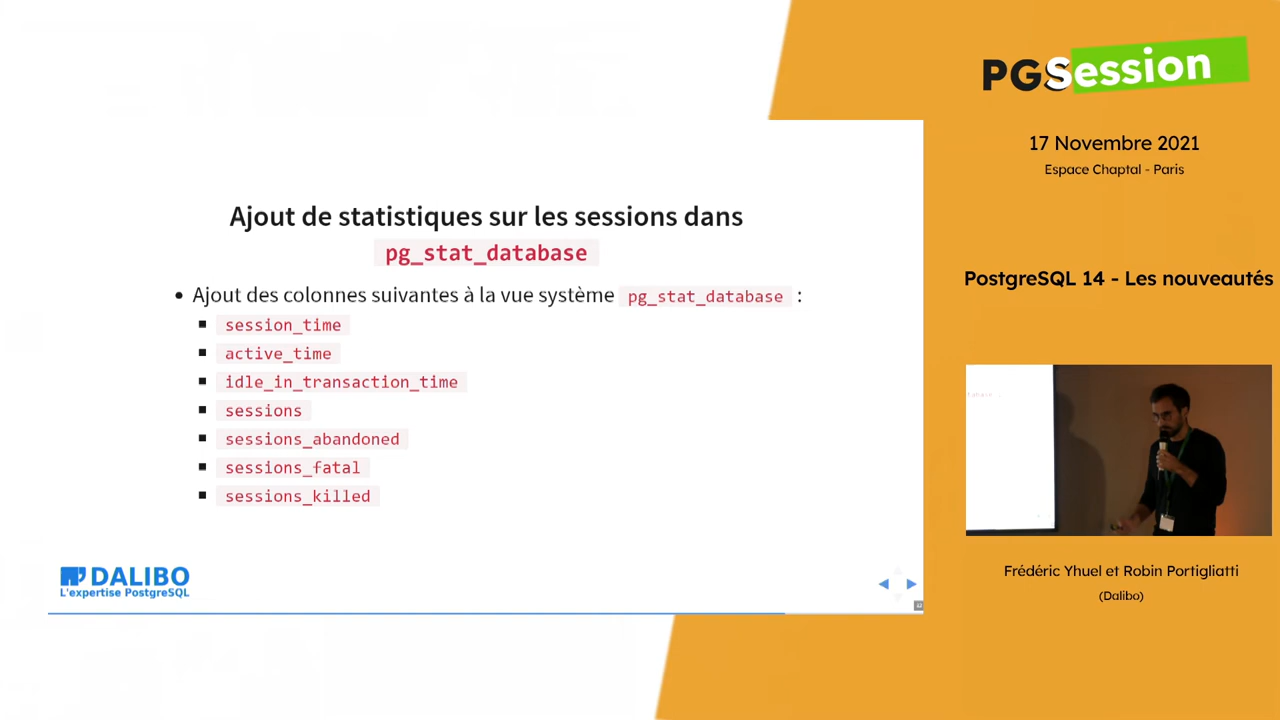 PGSession
17 Novembre 2021
Espace Chaptal - Paris
Ajout de statistiques sur les sessions dans
pg_stat_database
Ajout des colonnes suivantes à la vue système pg_stat_database :
session_time
active_time
idle_in_transaction_time
sessions
sessions_abandoned
sessions_fatal
sessions_killed
DALIBO
L'expertise PostgreSQL
PostgreSQL 14 - Les nouveautés
Frédéric Yhuel et Robin Portigliatti
(Dalibo)